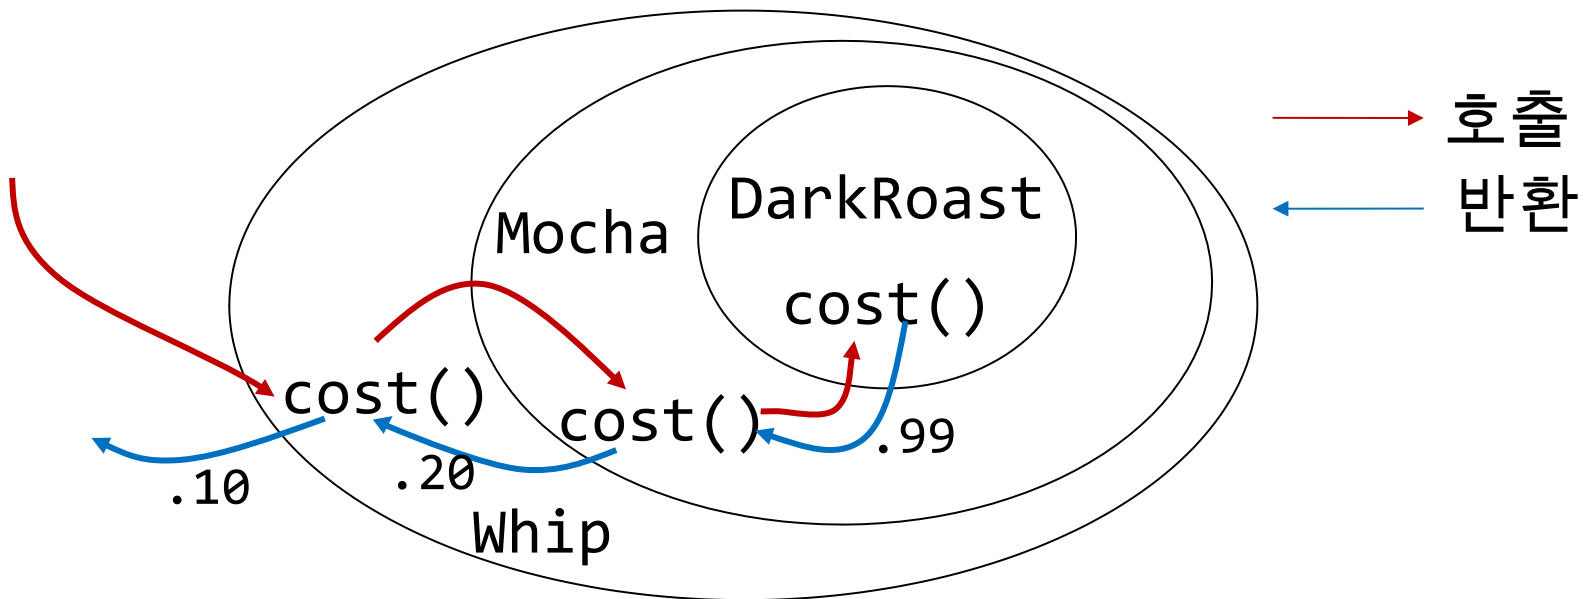 호출
반환
DarkRoast
Mocha
cost()
cost()
cost()
.99
.20
.10
Whip